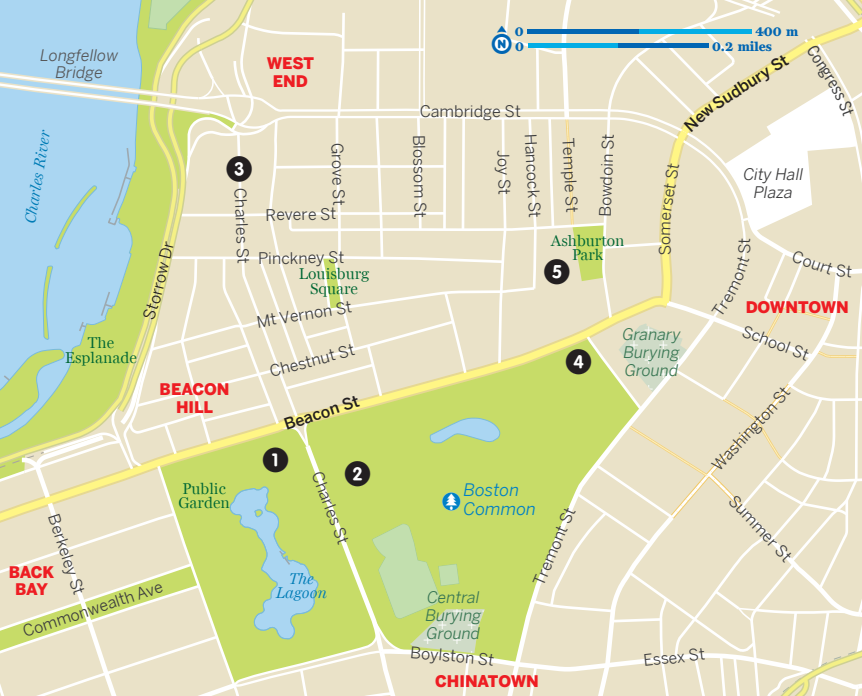 0 400 m
N
0 0.2 miles
Longfellow
Bridge
WEST
END
New Sudbury St
Congress St
Cambridge St
Charles River
3
Charles St
Grove St
Blossom St
Joy St
Hancock St
Temple St
Bowdoin St
Somerset St
City Hall
Plaza
Revere St
Pinckney St
Louisburg
Square
Ashburton
Park
5
Storrow Dr
Tremont St
Court St
Mt Vernon St
DOWNTOWN
The
Esplanade
Chestnut St
4
Granary
Burying
Ground
School St
BEACON
HILL
Beacon St
Washington St
1
2
Public
Garden
Charles St
Boston
Common
Summer St
Berkeley St
Tremont St
BACK
BAY
Commonwealth Ave
The
Lagoon
Central
Burying
Ground
Boylston St
Essex St
CHINATOWN